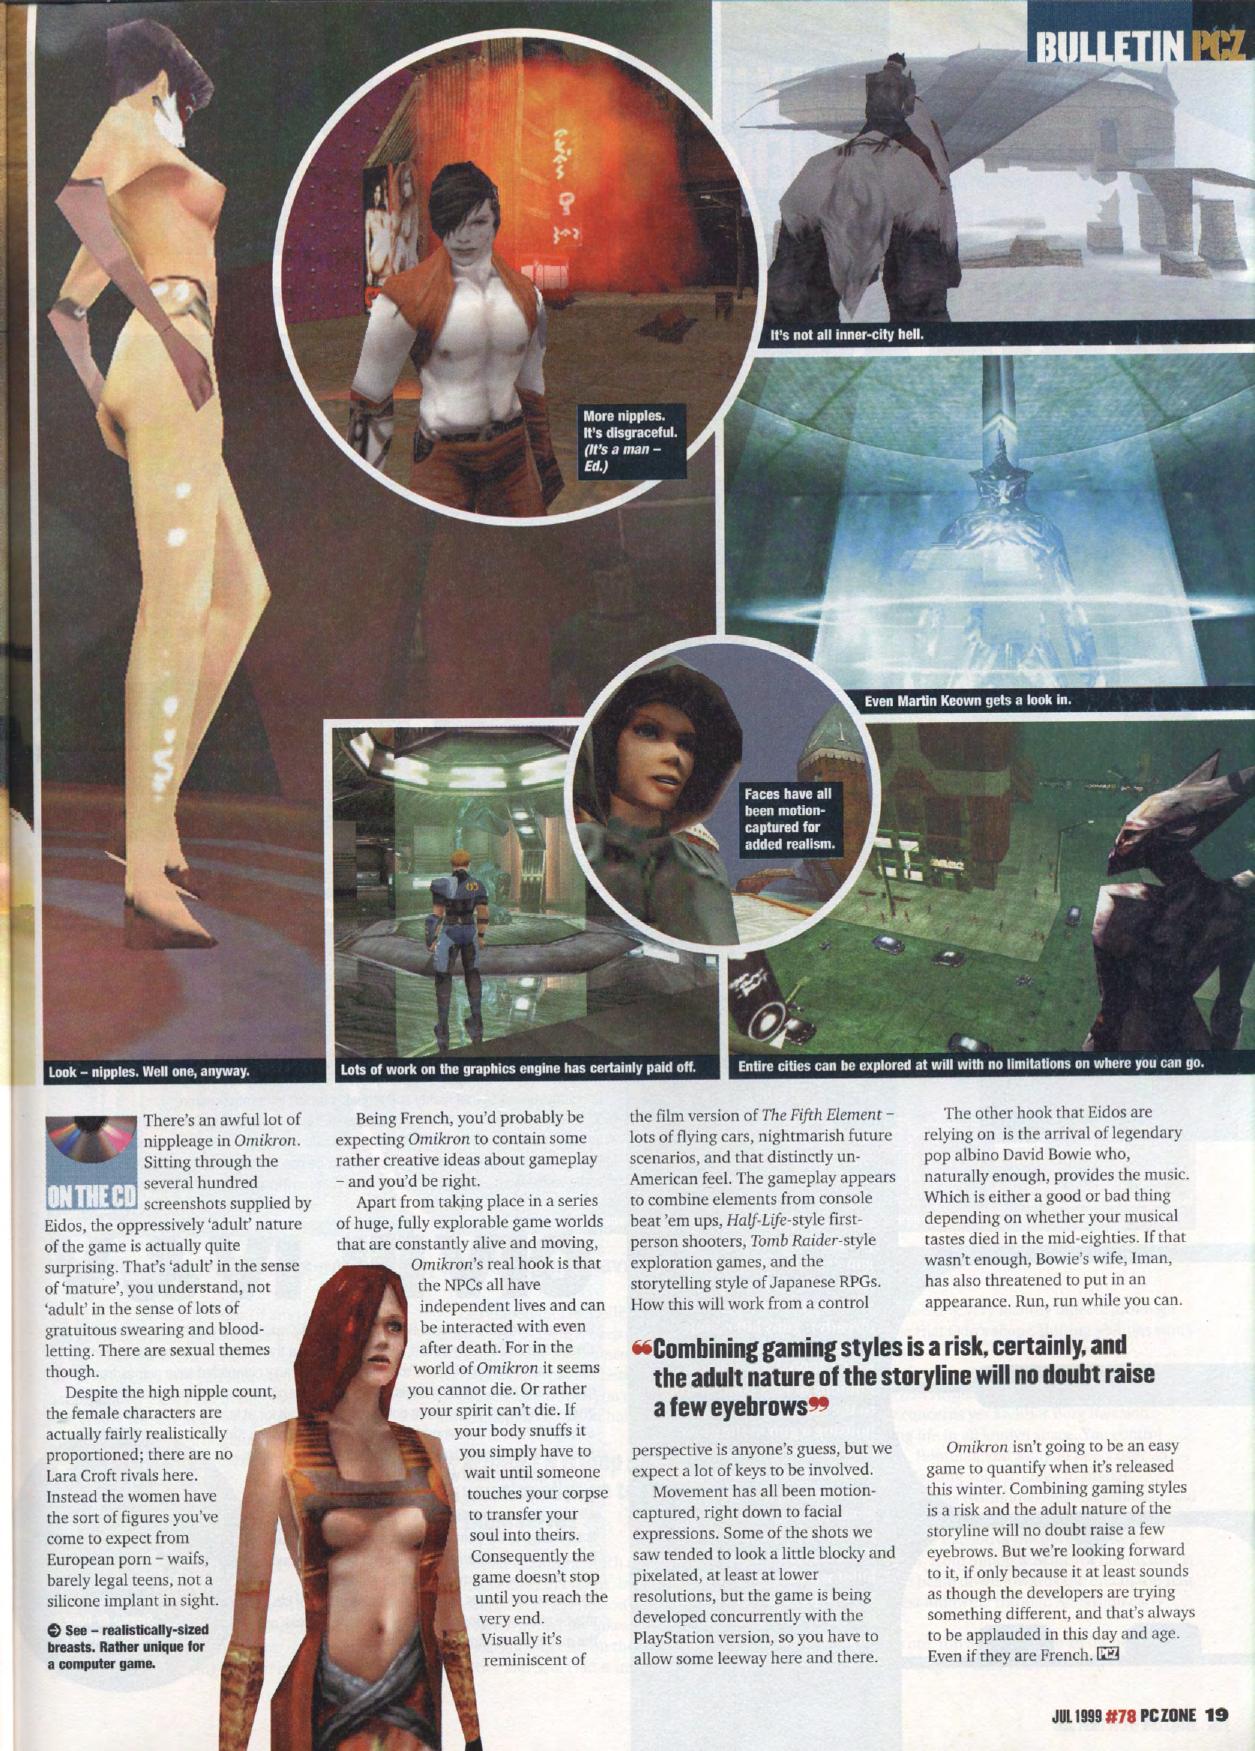 BULLETIN PCZ
It's not all inner-city hell.
More nipples.
It's disgraceful.
(It's a man –
Ed.)
Even Martin Keown gets a look in.
Faces have all
been motion-
captured for
added realism.
Look – nipples. Well one, anyway.
Lots of work on the graphics engine has certainly paid off.
Entire cities can be explored at will with no limitations on where you can go.
ON THE CD
There's an awful lot of
nippleage in Omikron.
Sitting through the
several hundred
screenshots supplied by
Eidos, the oppressively 'adult' nature
of the game is actually quite
surprising. That's 'adult' in the sense
of 'mature', you understand, not
'adult' in the sense of lots of
gratuitous swearing and blood-
letting. There are sexual themes
though.
Despite the high nipple count,
the female characters are
actually fairly realistically
proportioned; there are no
Lara Croft rivals here.
Instead the women have
the sort of figures you've
come to expect from
European porn – waifs,
barely legal teens, not a
silicone implant in sight.
See – realistically-sized
breasts. Rather unique for
a computer game.
Being French, you'd probably be
expecting Omikron to contain some
rather creative ideas about gameplay
– and you'd be right.
Apart from taking place in a series
of huge, fully explorable game worlds
that are constantly alive and moving,
Omikron's real hook is that
the NPCs all have
independent lives and can
be interacted with even
after death. For in the
world of Omikron it seems
you cannot die. Or rather
your spirit can't die. If
your body snuffs it
you simply have to
wait until someone
touches your corpse
to transfer your
soul into theirs.
Consequently the
game doesn't stop
until you reach the
very end.
Visually it's
reminiscent of
the film version of The Fifth Element –
lots of flying cars, nightmarish future
scenarios, and that distinctly un-
American feel. The gameplay appears
to combine elements from console
beat 'em ups, Half-Life-style first-
person shooters, Tomb Raider-style
exploration games, and the
storytelling style of Japanese RPGs.
How this will work from a control
perspective is anyone's guess, but we
expect a lot of keys to be involved.
Movement has all been motion-
captured, right down to facial
expressions. Some of the shots we
saw tended to look a little blocky and
pixelated, at least at lower
resolutions, but the game is being
developed concurrently with the
PlayStation version, so you have to
allow some leeway here and there.
The other hook that Eidos are
relying on is the arrival of legendary
pop albino David Bowie who,
naturally enough, provides the music.
Which is either a good or bad thing
depending on whether your musical
tastes died in the mid-eighties. If that
wasn't enough, Bowie's wife, Iman,
has also threatened to put in an
appearance. Run, run while you can.
“Combining gaming styles is a risk, certainly, and
the adult nature of the storyline will no doubt raise
a few eyebrows”
Omikron isn't going to be an easy
game to quantify when it's released
this winter. Combining gaming styles
is a risk and the adult nature of the
storyline will no doubt raise a few
eyebrows. But we're looking forward
to it, if only because it at least sounds
as though the developers are trying
something different, and that's always
to be applauded in this day and age.
Even if they are French. PCZ
JUL 1999 #78 PC ZONE 19